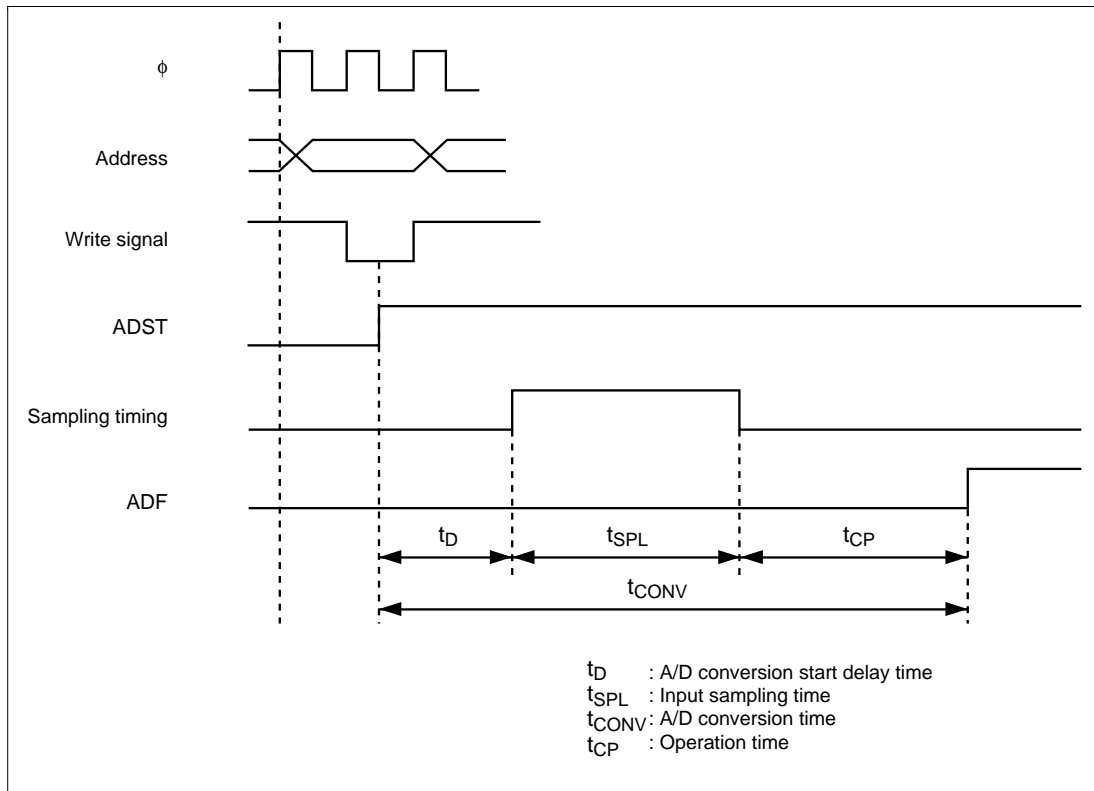 ϕ
Address
Write signal
ADST
Sampling timing
ADF
tD
tSPL
tCP
tCONV
tD : A/D conversion start delay time
tSPL : Input sampling time
tCONV : A/D conversion time
tCP : Operation time